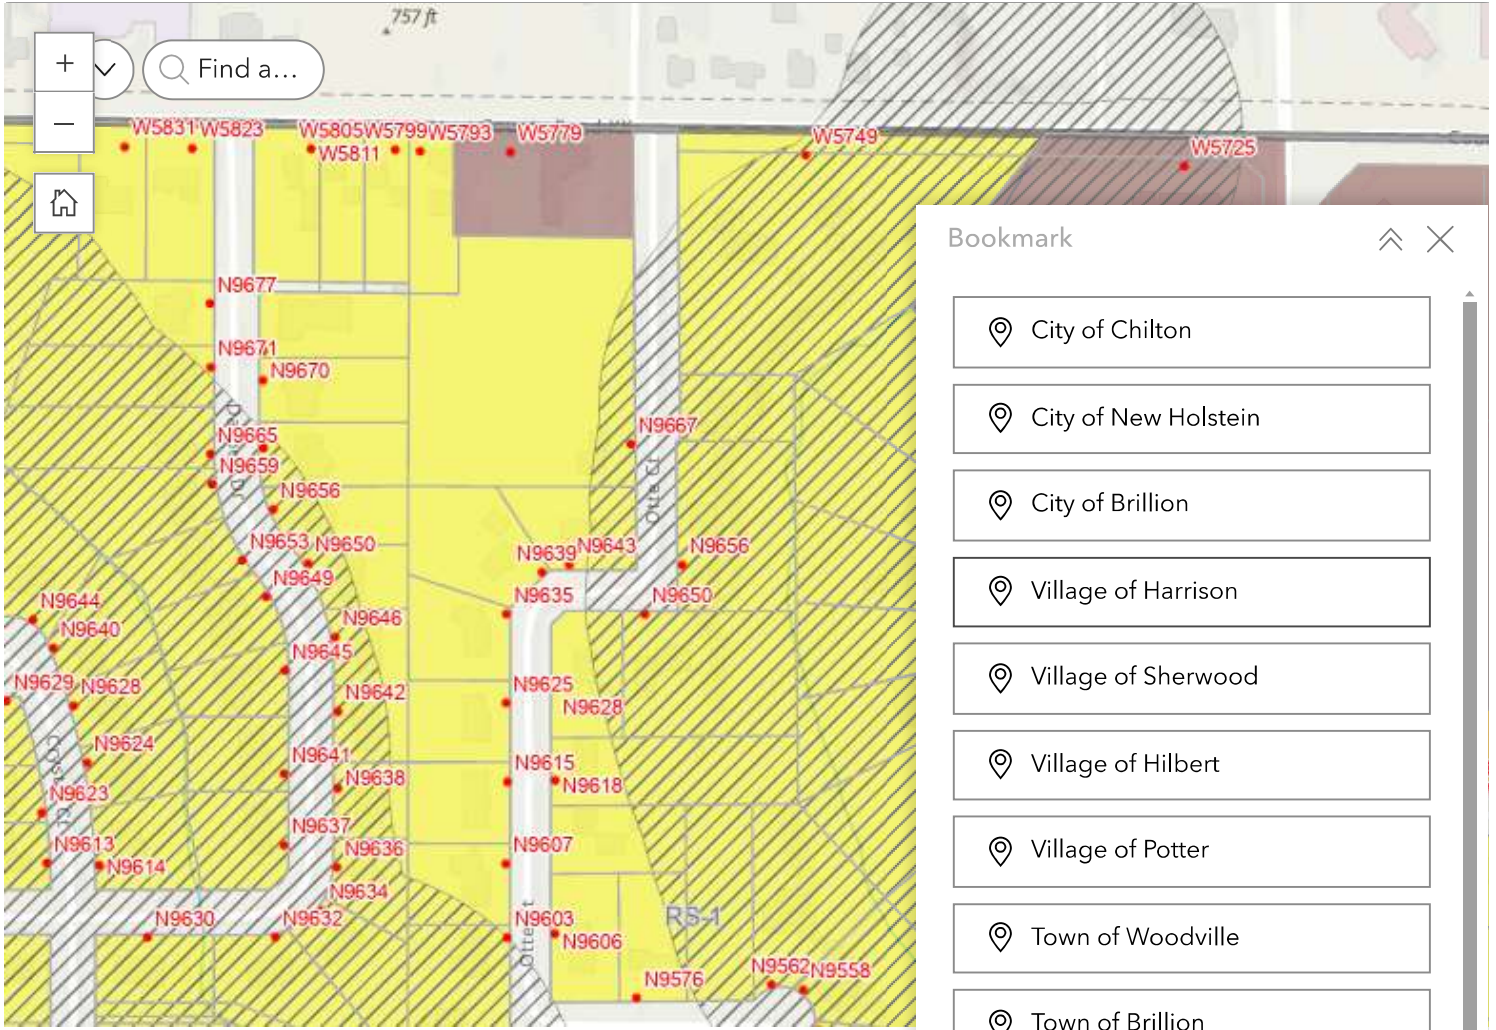 757 ft
+
Find a...
−
W5831
W5823
W5805
W5799
W5793
W5779
W5811
W5749
W5725
Bookmark
N9677
City of Chilton
N9671
N9670
City of New Holstein
N9665
N9667
N9659
N9656
Otte Ct
City of Brillion
N9653
N9650
N9639
N9643
N9656
N9649
N9635
N9650
Village of Harrison
N9644
N9646
N9640
N9645
Village of Sherwood
N9629
N9628
N9642
N9625
N9628
N9624
N9641
N9615
Village of Hilbert
N9638
N9618
N9623
N9637
N9613
N9636
N9607
Village of Potter
N9614
N9634
N9630
N9632
N9603
RS-1
N9606
Town of Woodville
N9576
N9562
N9558
Town of Brillion